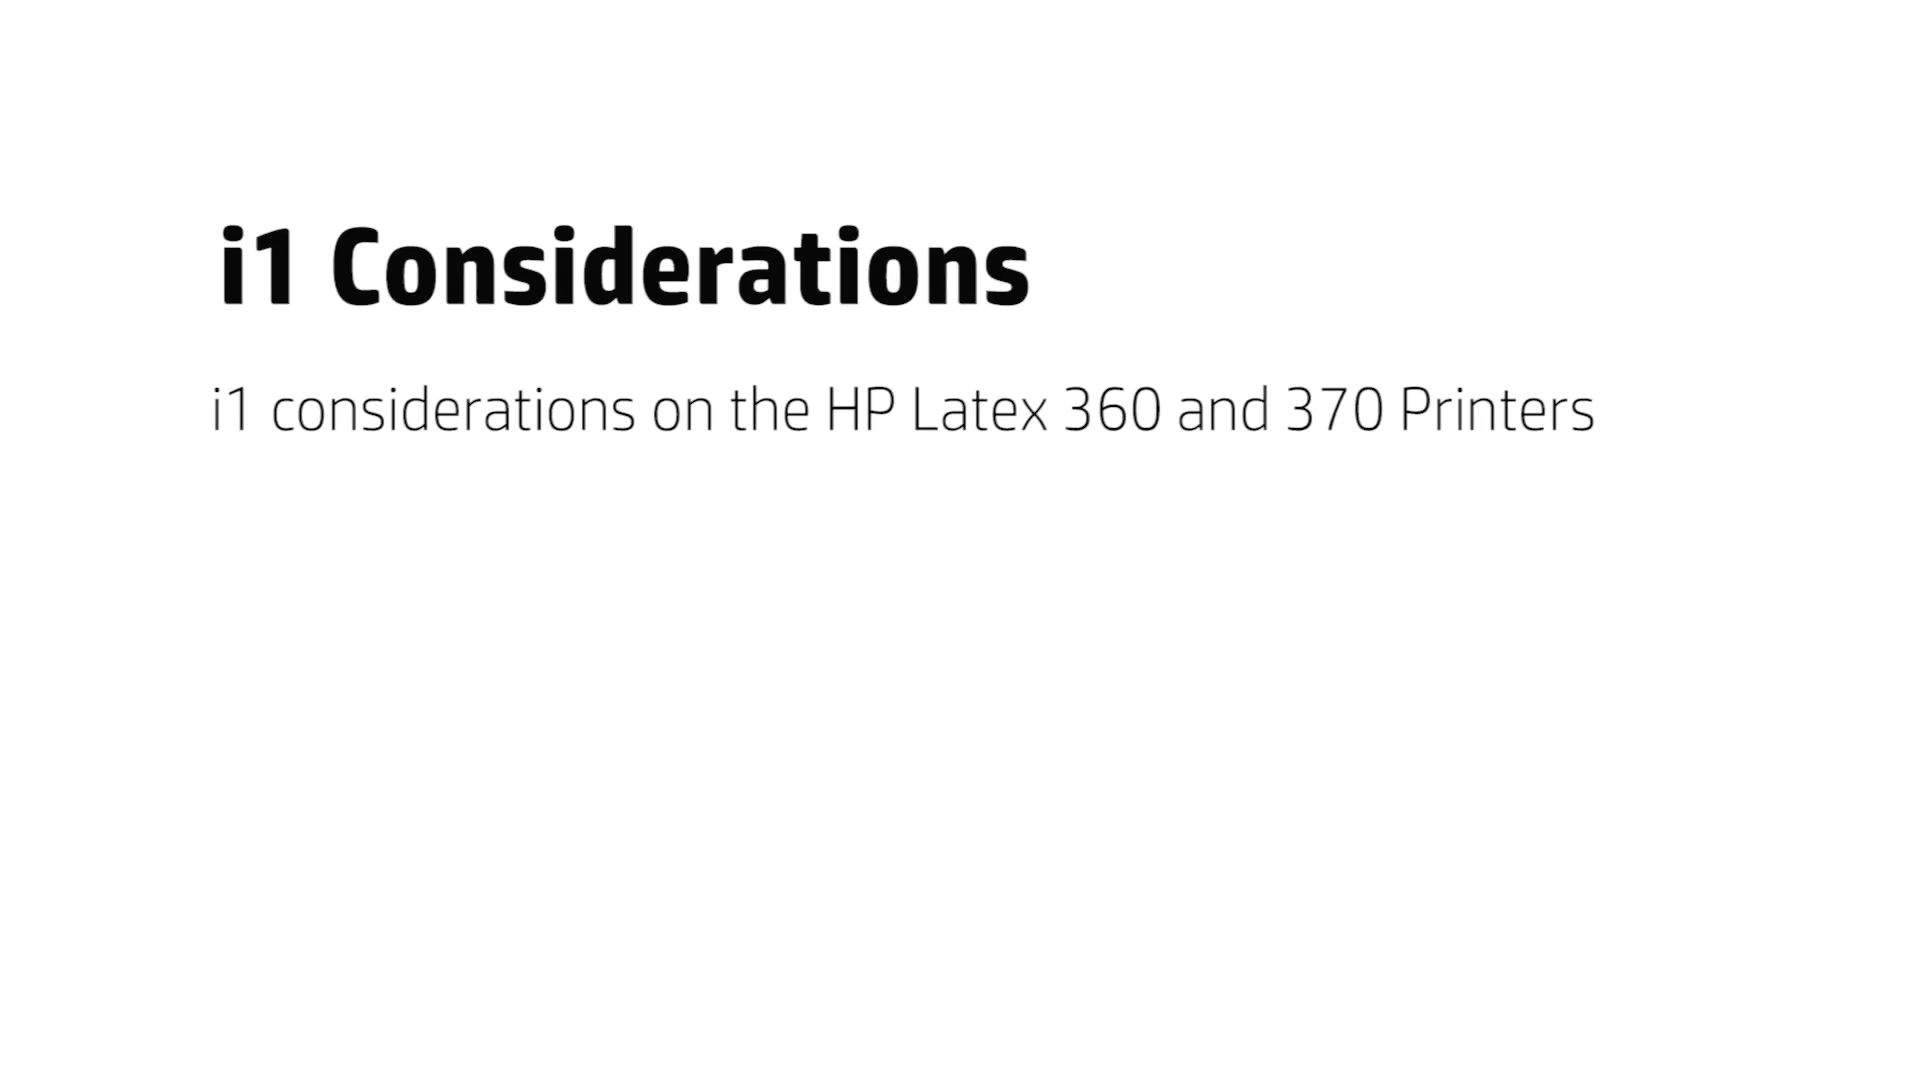 i1 Considerations
i1 considerations on the HP Latex 360 and 370 Printers